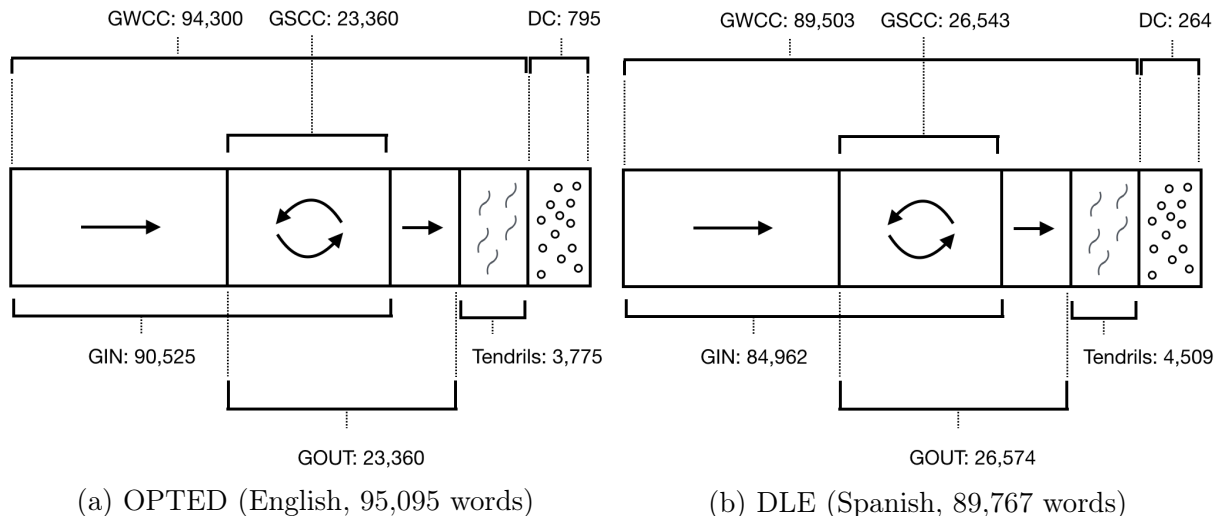 GWCC: 94,300 GSCC: 23,360 DC: 795
GIN: 90,525 Tendrils: 3,775
GOUT: 23,360
(a) OPTED (English, 95,095 words)
GWCC: 89,503 GSCC: 26,543 DC: 264
GIN: 84,962 Tendrils: 4,509
GOUT: 26,574
(b) DLE (Spanish, 89,767 words)